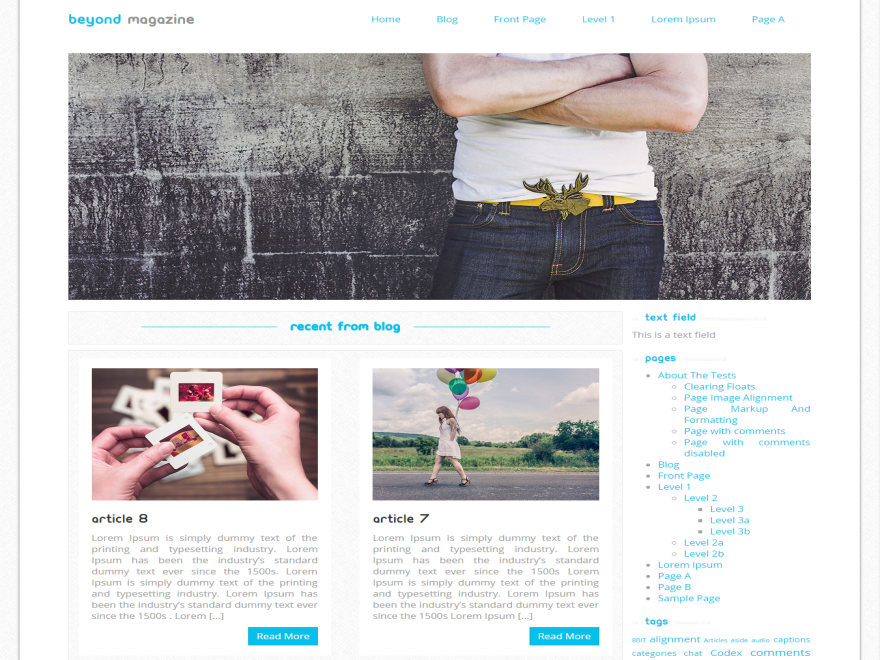 beyond magazine
Home Blog Front Page Level 1 Lorem Ipsum Page A
recent from blog
article 8
Lorem Ipsum is simply dummy text of the
printing and typesetting industry. Lorem
Ipsum has been the industry's standard
dummy text ever since the 1500s. Lorem
Ipsum is simply dummy text of the printing
and typesetting industry. Lorem Ipsum has
been the industry's standard dummy text ever
since the 1500s . Lorem [...]
Read More
article 7
Lorem Ipsum is simply dummy text of the
printing and typesetting industry. Lorem
Ipsum has been the industry's standard
dummy text ever since the 1500s Lorem
Ipsum is simply dummy text of the printing
and typesetting industry. Lorem Ipsum has
been the industry's standard dummy text ever
since the 1500s Lorem Ipsum [...]
Read More
text field
This is a text field
pages
About The Tests
Clearing Floats
Page Image Alignment
Page Markup And
Formatting
Page with comments
Page with comments
disabled
Blog
Front Page
Level 1
Level 2
Level 3
Level 3a
Level 3b
Level 2a
Level 2b
Lorem Ipsum
Page A
Page B
Sample Page
tags
8BIT alignment Articles aside audio captions
categories chat Codex comments